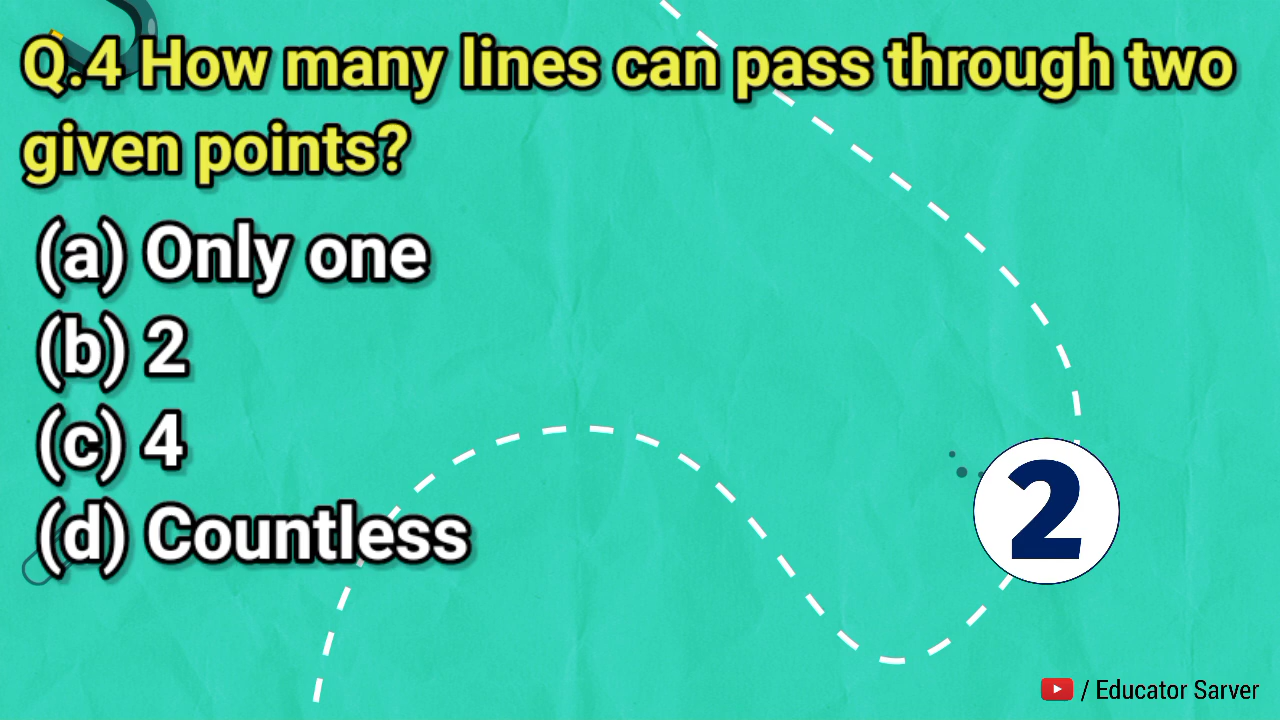 Q.4 How many lines can pass through two
given points?
(a) Only one
(b) 2
(c) 4
(d) Countless
2
/ Educator Sarver